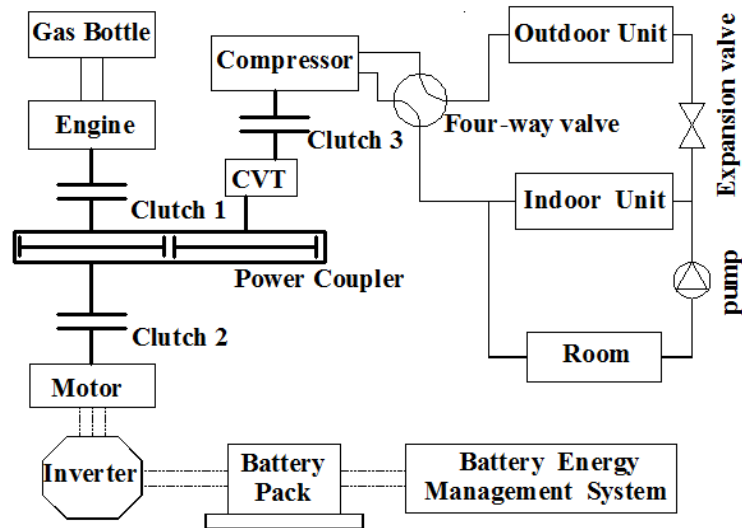 Gas Bottle
Outdoor Unit
Compressor
Expansion valve
Engine
Four-way valve
Clutch 3
CVT
Clutch 1
Indoor Unit
Power Coupler
pump
Clutch 2
Room
Motor
Inverter
Battery
Pack
Battery Energy
Management System